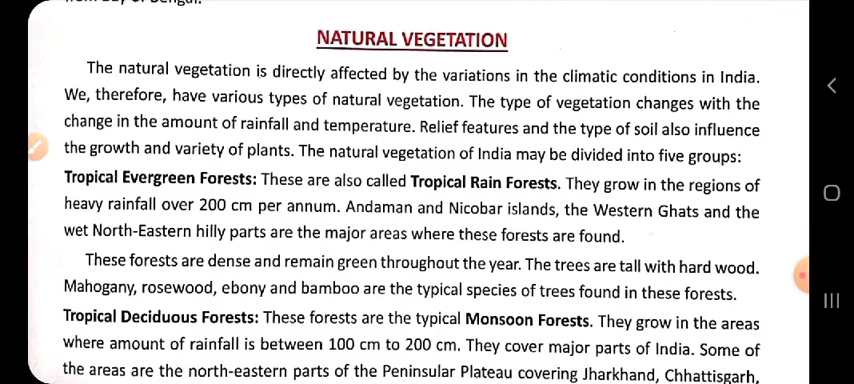 NATURAL VEGETATION
The natural vegetation is directly affected by the variations in the climatic conditions in India.
We, therefore, have various types of natural vegetation. The type of vegetation changes with the
change in the amount of rainfall and temperature. Relief features and the type of soil also influence
the growth and variety of plants. The natural vegetation of India may be divided into five groups:
Tropical Evergreen Forests: These are also called Tropical Rain Forests. They grow in the regions of
heavy rainfall over 200 cm per annum. Andaman and Nicobar islands, the Western Ghats and the
wet North-Eastern hilly parts are the major areas where these forests are found.
These forests are dense and remain green throughout the year. The trees are tall with hard wood.
Mahogany, rosewood, ebony and bamboo are the typical species of trees found in these forests.
Tropical Deciduous Forests: These forests are the typical Monsoon Forests. They grow in the areas
where amount of rainfall is between 100 cm to 200 cm. They cover major parts of India. Some of
the areas are the north-eastern parts of the Peninsular Plateau covering Jharkhand, Chhattisgarh,